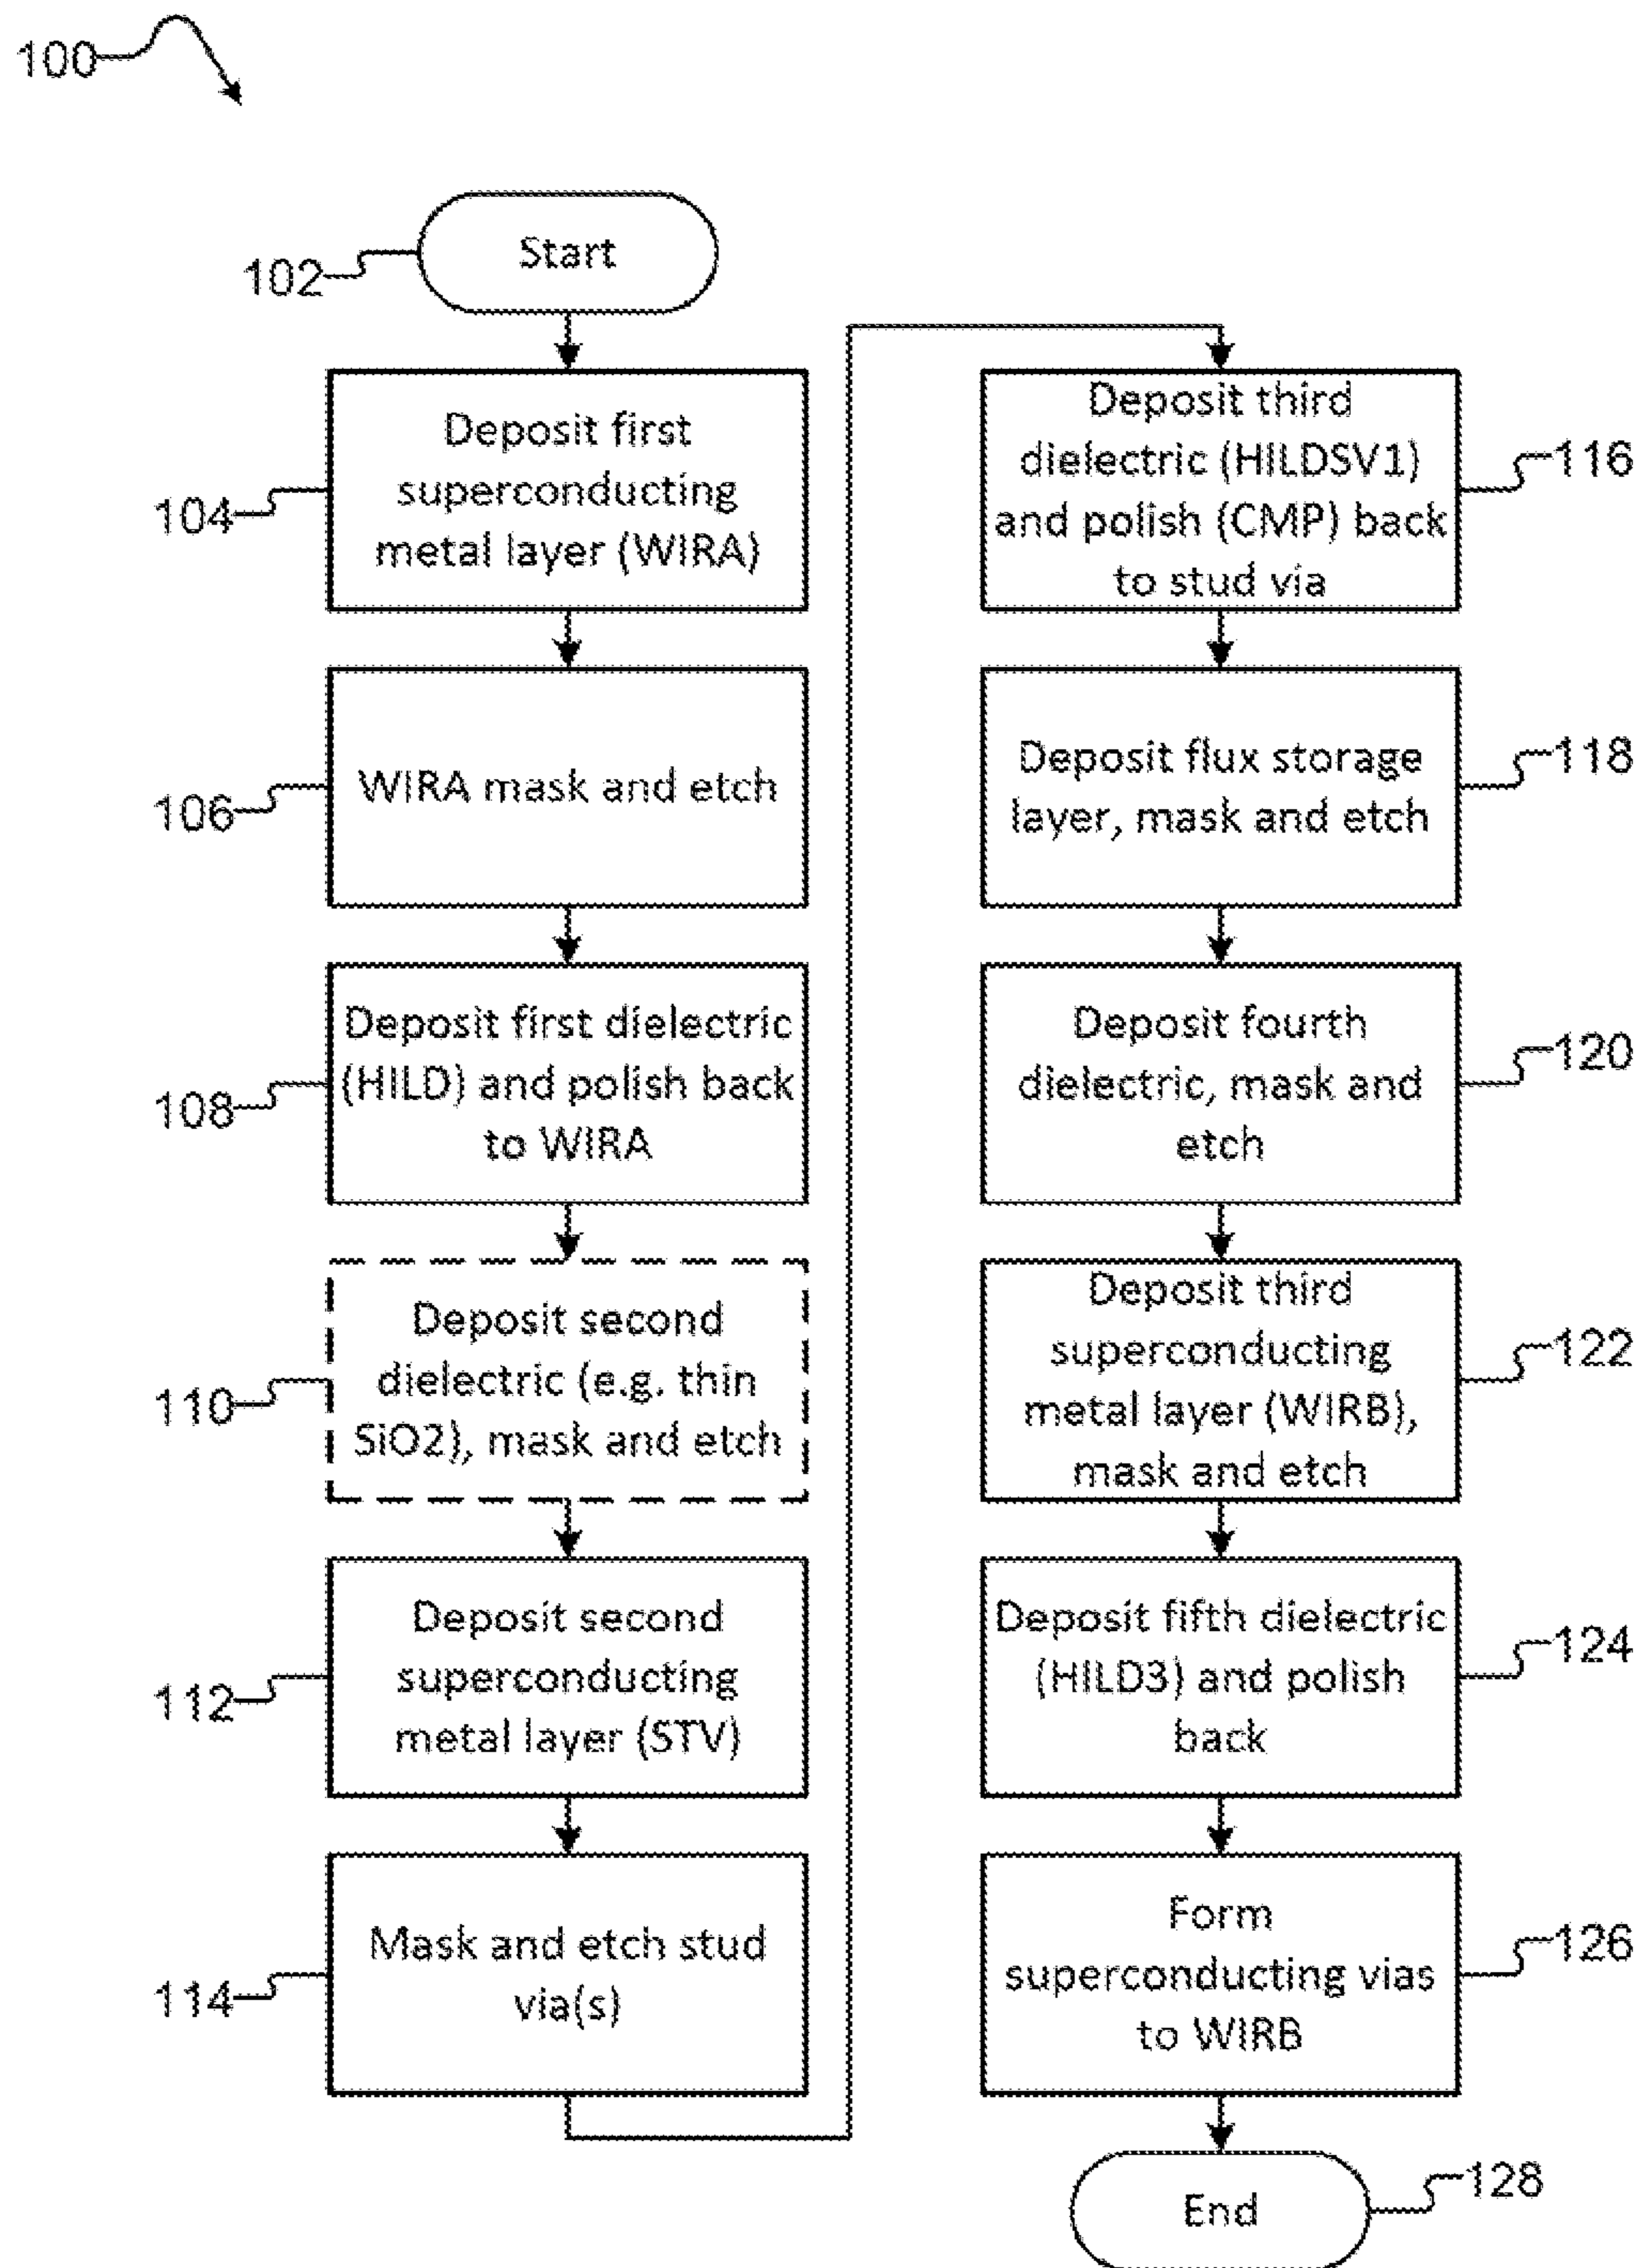 100
102
Start
104
Deposit first
superconducting
metal layer (WIRA)
106
WIRA mask and etch
108
Deposit first dielectric
(HILD) and polish back
to WIRA
110
Deposit second
dielectric (e.g. thin
SiO2), mask and etch
112
Deposit second
superconducting
metal layer (STV)
114
Mask and etch stud
via(s)
Deposit third
dielectric (HILDSV1)
and polish (CMP) back
to stud via
116
Deposit flux storage
layer, mask and etch
118
Deposit fourth
dielectric, mask and
etch
120
Deposit third
superconducting
metal layer (WIRB),
mask and etch
122
Deposit fifth dielectric
(HILD3) and polish
back
124
Form
superconducting vias
to WIRB
126
End
128